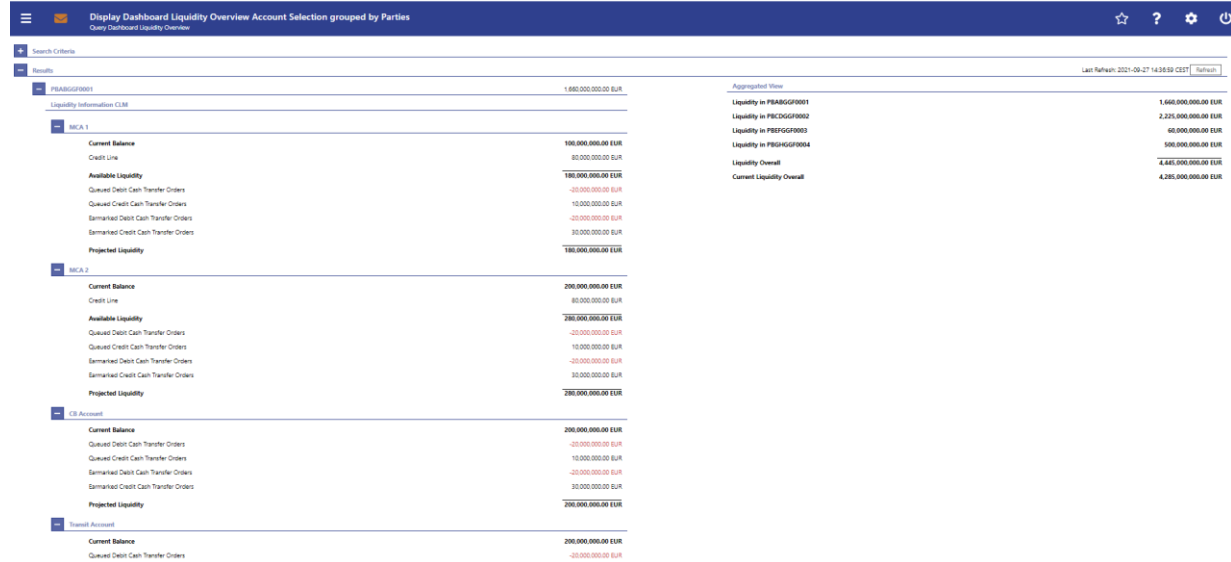 Display Dashboard Liquidity Overview Account Selection grouped by Parties
Query Dashboard Liquidity Overview
Search Criteria
Results
Last Refresh: 2021-09-27 14:36:59 CEST Refresh
PBABGGF0001 1,660,000,000.00 EUR
Liquidity Information CLM
MCA 1
Current Balance 100,000,000.00 EUR
Credit Line 80,000,000.00 EUR
Available Liquidity 180,000,000.00 EUR
Queued Debit Cash Transfer Orders -20,000,000.00 EUR
Queued Credit Cash Transfer Orders 10,000,000.00 EUR
Earmarked Debit Cash Transfer Orders -20,000,000.00 EUR
Earmarked Credit Cash Transfer Orders 30,000,000.00 EUR
Projected Liquidity 180,000,000.00 EUR
MCA 2
Current Balance 200,000,000.00 EUR
Credit Line 80,000,000.00 EUR
Available Liquidity 280,000,000.00 EUR
Queued Debit Cash Transfer Orders -20,000,000.00 EUR
Queued Credit Cash Transfer Orders 10,000,000.00 EUR
Earmarked Debit Cash Transfer Orders -20,000,000.00 EUR
Earmarked Credit Cash Transfer Orders 30,000,000.00 EUR
Projected Liquidity 280,000,000.00 EUR
CB Account
Current Balance 200,000,000.00 EUR
Queued Debit Cash Transfer Orders -20,000,000.00 EUR
Queued Credit Cash Transfer Orders 10,000,000.00 EUR
Earmarked Debit Cash Transfer Orders -20,000,000.00 EUR
Earmarked Credit Cash Transfer Orders 30,000,000.00 EUR
Projected Liquidity 200,000,000.00 EUR
Transit Account
Current Balance 200,000,000.00 EUR
Queued Debit Cash Transfer Orders -20,000,000.00 EUR
Aggregated View
Liquidity in PBABGGF0001 1,660,000,000.00 EUR
Liquidity in PBCDGGF0002 2,225,000,000.00 EUR
Liquidity in PBEFGGF0003 60,000,000.00 EUR
Liquidity in PBGHGGF0004 500,000,000.00 EUR
Liquidity Overall 4,445,000,000.00 EUR
Current Liquidity Overall 4,285,000,000.00 EUR